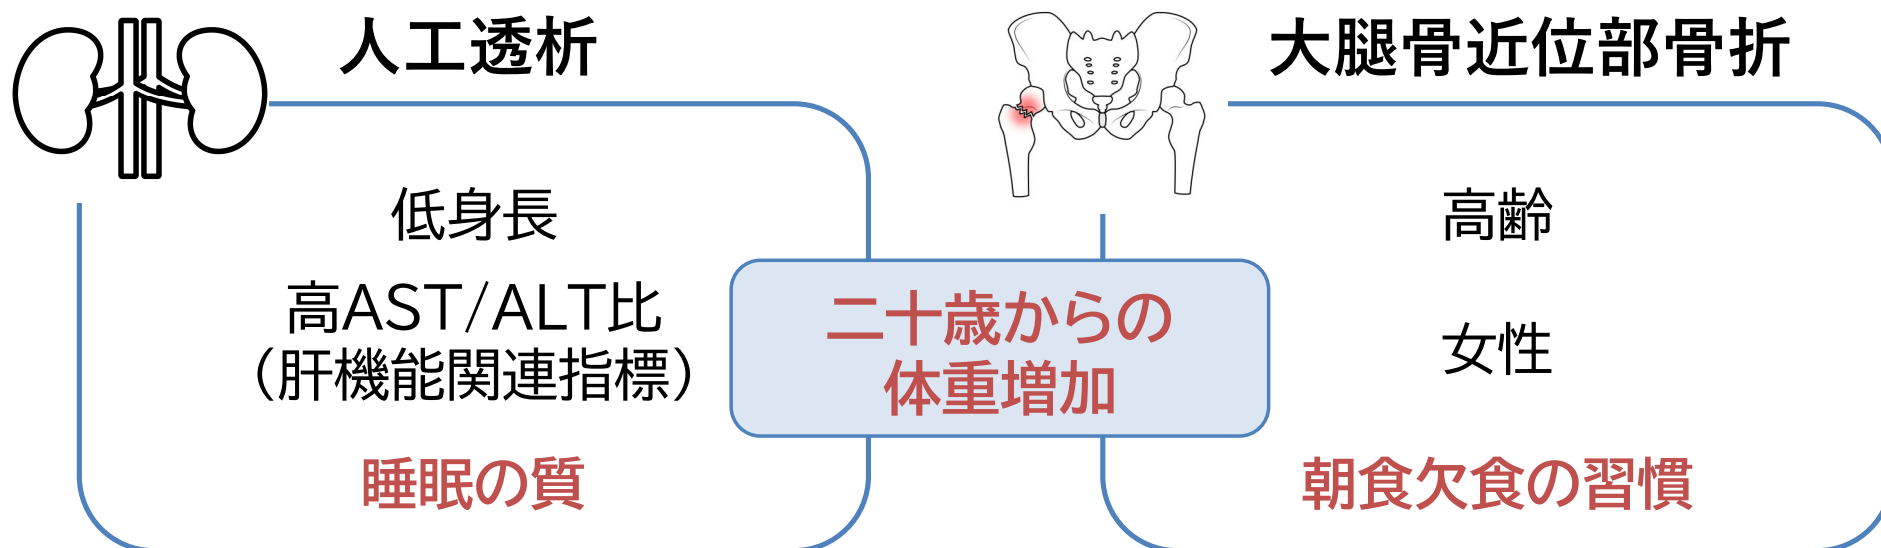 人工透析
低身長
高AST/ALT比
（肝機能関連指標）
睡眠の質
二十歳からの
体重増加
大腿骨近位部骨折
高齢
女性
朝食欠食の習慣